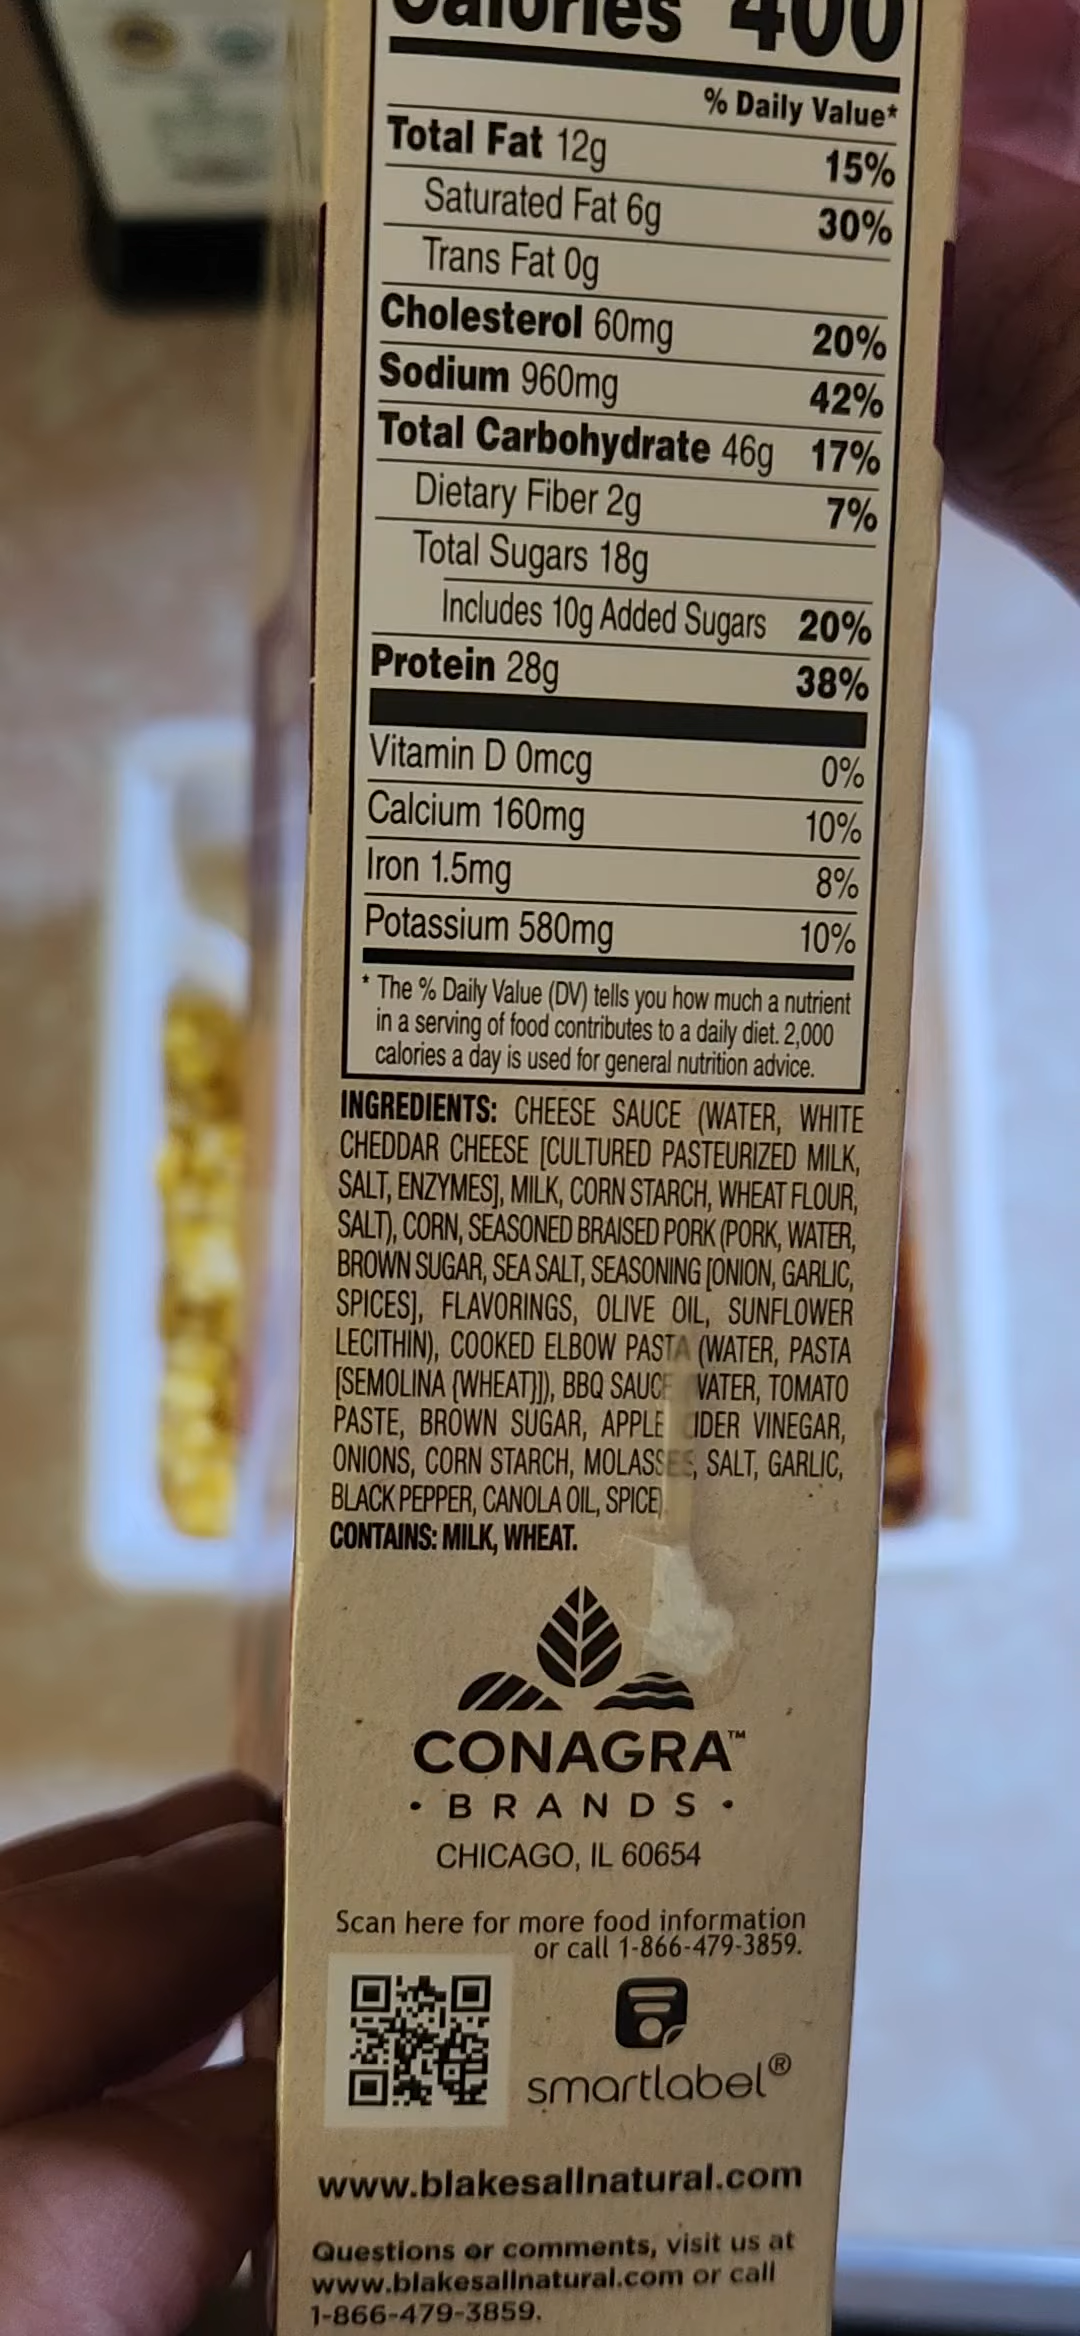 Calories 400
% Daily Value*
Total Fat 12g 15%
Saturated Fat 6g 30%
Trans Fat 0g
Cholesterol 60mg 20%
Sodium 960mg 42%
Total Carbohydrate 46g 17%
Dietary Fiber 2g 7%
Total Sugars 18g
Includes 10g Added Sugars 20%
Protein 28g 38%
Vitamin D 0mcg 0%
Calcium 160mg 10%
Iron 1.5mg 8%
Potassium 580mg 10%
* The % Daily Value (DV) tells you how much a nutrient
in a serving of food contributes to a daily diet. 2,000
calories a day is used for general nutrition advice.
INGREDIENTS: CHEESE SAUCE (WATER, WHITE
CHEDDAR CHEESE [CULTURED PASTEURIZED MILK,
SALT, ENZYMES], MILK, CORN STARCH, WHEAT FLOUR,
SALT), CORN, SEASONED BRAISED PORK (PORK, WATER,
BROWN SUGAR, SEA SALT, SEASONING [ONION, GARLIC,
SPICES], FLAVORINGS, OLIVE OIL, SUNFLOWER
LECITHIN), COOKED ELBOW PASTA (WATER, PASTA
[SEMOLINA {WHEAT}]), BBQ SAUCE WATER, TOMATO
PASTE, BROWN SUGAR, APPLE CIDER VINEGAR,
ONIONS, CORN STARCH, MOLASSES, SALT, GARLIC,
BLACK PEPPER, CANOLA OIL, SPICE)
CONTAINS: MILK, WHEAT.
CONAGRA™
• BRANDS •
CHICAGO, IL 60654
Scan here for more food information
or call 1-866-479-3859.
smartlabel®
www.blakesallnatural.com
Questions or comments, visit us at
www.blakesallnatural.com or call
1-866-479-3859.